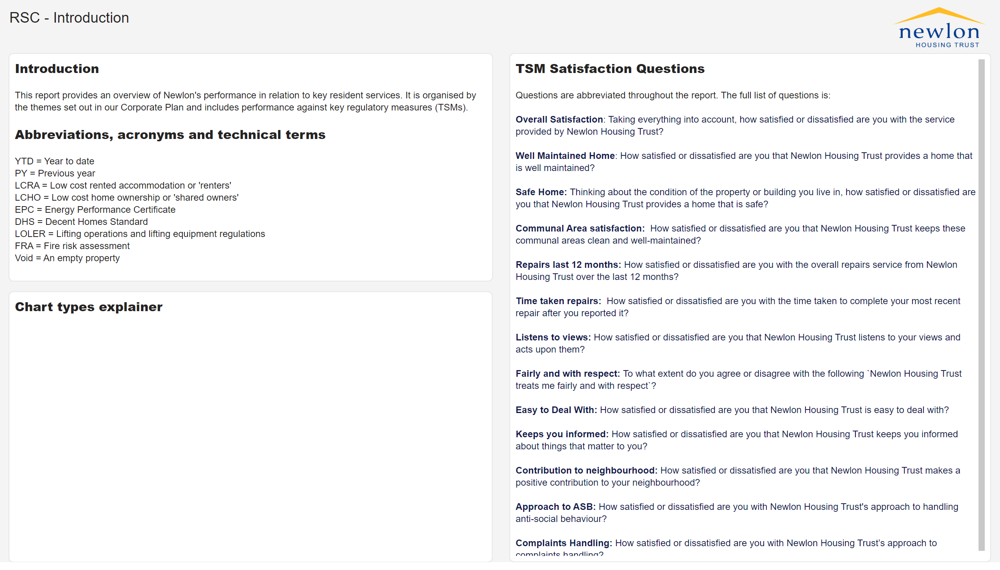 RSC - Introduction
newlon
HOUSING TRUST
Introduction
This report provides an overview of Newlon's performance in relation to key resident services. It is organised by
the themes set out in our Corporate Plan and includes performance against key regulatory measures (TSMs).
Abbreviations, acronyms and technical terms
YTD = Year to date
PY = Previous year
LCRA = Low cost rented accommodation or 'renters'
LCHO = Low cost home ownership or 'shared owners'
EPC = Energy Performance Certificate
DHS = Decent Homes Standard
LOLER = Lifting operations and lifting equipment regulations
FRA = Fire risk assessment
Void = An empty property
Chart types explainer
TSM Satisfaction Questions
Questions are abbreviated throughout the report. The full list of questions is:
Overall Satisfaction: Taking everything into account, how satisfied or dissatisfied are you with the service
provided by Newlon Housing Trust?
Well Maintained Home: How satisfied or dissatisfied are you that Newlon Housing Trust provides a home that
is well maintained?
Safe Home: Thinking about the condition of the property or building you live in, how satisfied or dissatisfied are
you that Newlon Housing Trust provides a home that is safe?
Communal Area satisfaction:  How satisfied or dissatisfied are you that Newlon Housing Trust keeps these
communal areas clean and well-maintained?
Repairs last 12 months: How satisfied or dissatisfied are you with the overall repairs service from Newlon
Housing Trust over the last 12 months?
Time taken repairs:  How satisfied or dissatisfied are you with the time taken to complete your most recent
repair after you reported it?
Listens to views: How satisfied or dissatisfied are you that Newlon Housing Trust listens to your views and
acts upon them?
Fairly and with respect: To what extent do you agree or disagree with the following `Newlon Housing Trust
treats me fairly and with respect`?
Easy to Deal With: How satisfied or dissatisfied are you that Newlon Housing Trust is easy to deal with?
Keeps you informed: How satisfied or dissatisfied are you that Newlon Housing Trust keeps you informed
about things that matter to you?
Contribution to neighbourhood: How satisfied or dissatisfied are you that Newlon Housing Trust makes a
positive contribution to your neighbourhood?
Approach to ASB: How satisfied or dissatisfied are you with Newlon Housing Trust's approach to handling
anti-social behaviour?
Complaints Handling: How satisfied or dissatisfied are you with Newlon Housing Trust’s approach to
complaints handling?